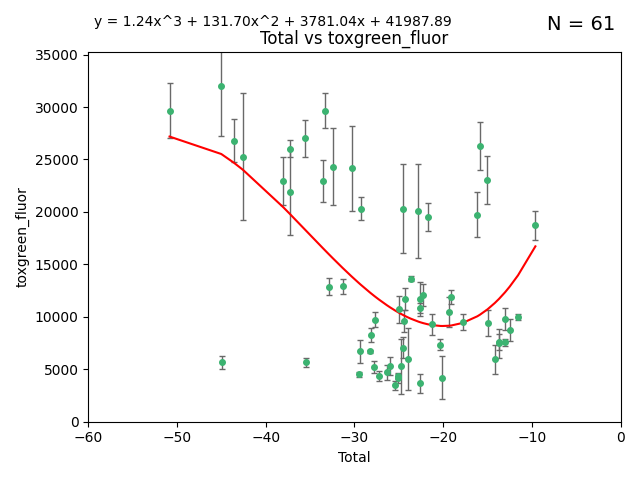 y = 1.24x^3 + 131.70x^2 + 3781.04x + 41987.89
N = 61
Total vs toxgreen_fluor
35000
30000
25000
20000
15000
10000
5000
0
toxgreen_fluor
−60 −50 −40 −30 −20 −10 0
Total